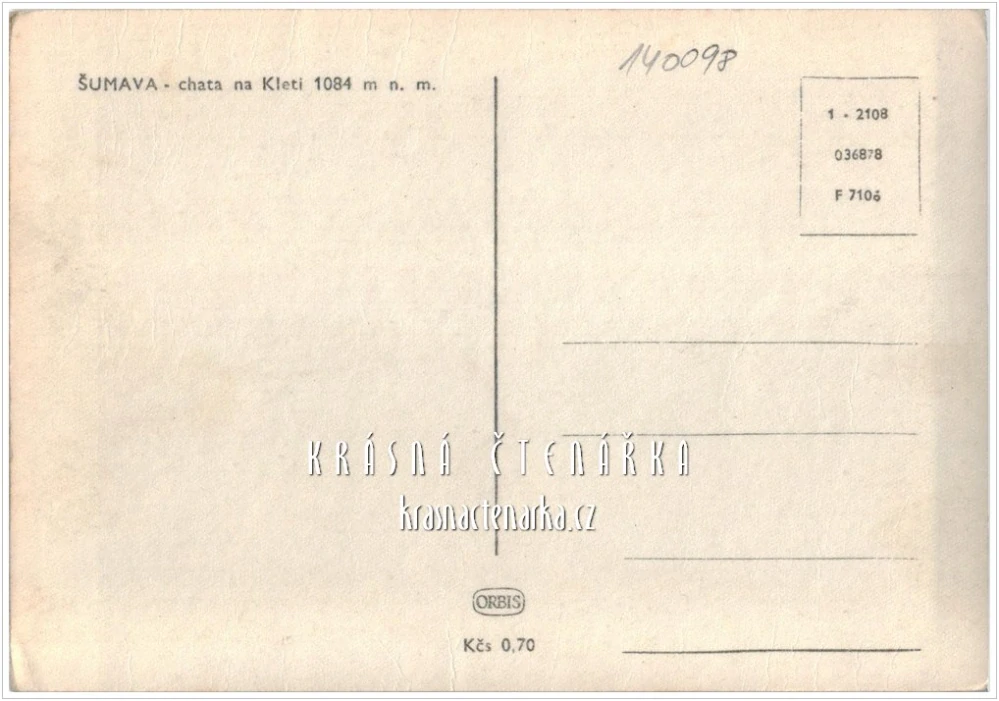 ŠUMAVA - chata na Kleti 1084 m n. m.
140098
1 - 2108
036878
F 7106
KRÁSNÁ ČTENÁŘKA
krasnactenarka.cz
ORBIS
Kčs 0,70